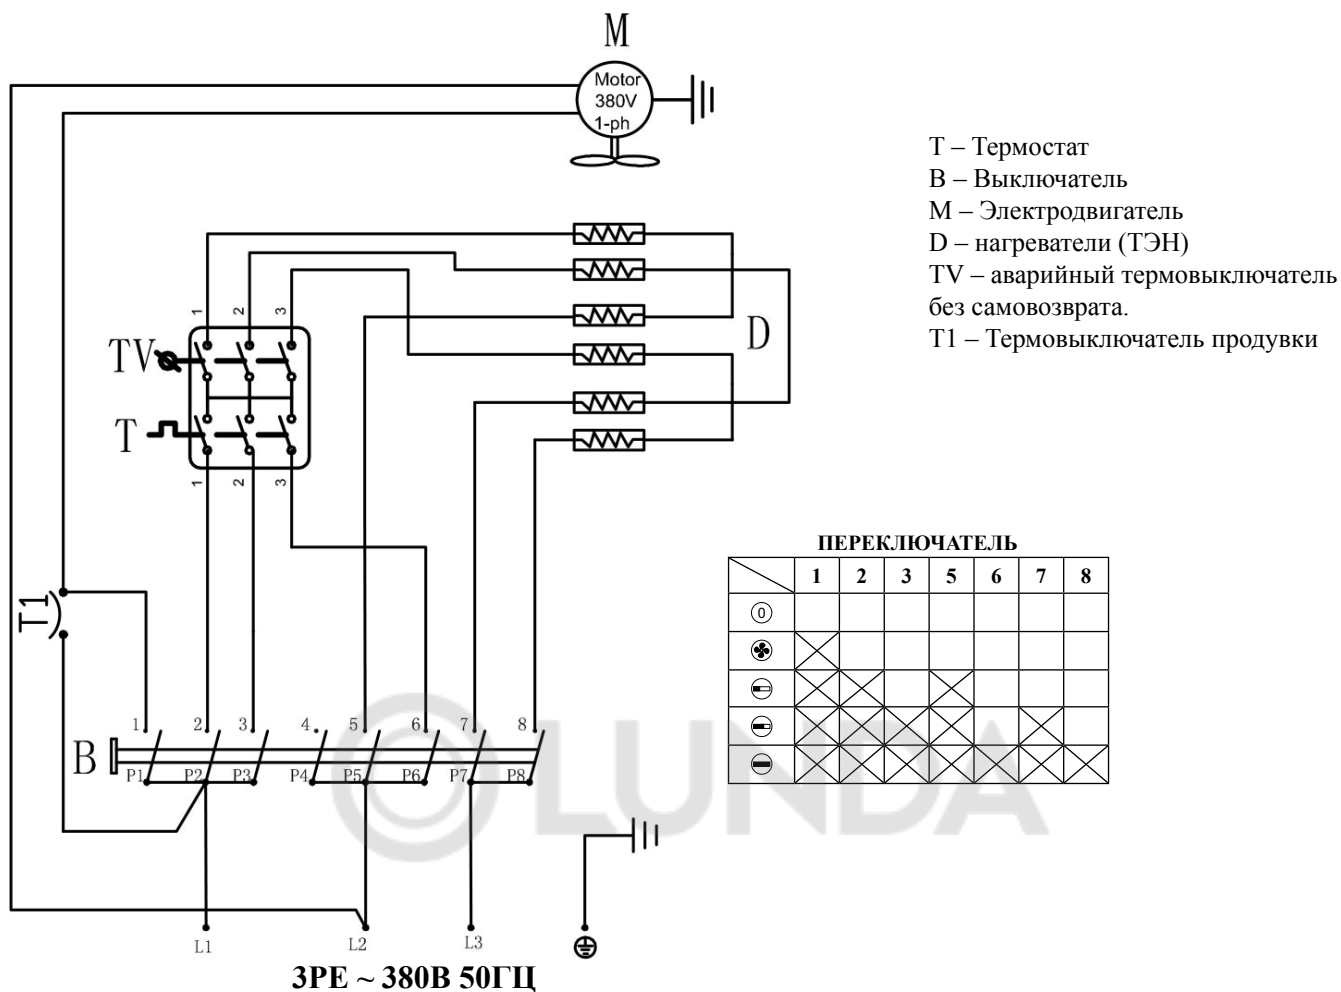 M
Motor
380V
1-ph
T – Термостат
В – Выключатель
М – Электродвигатель
D – нагреватели (ТЭН)
TV – аварийный термовыключатель
без самовозврата.
T1 – Термовыключатель продувки
1 2 3
TV
D
T
1 2 3
T1
ПЕРЕКЛЮЧАТЕЛЬ
1 2 3 5 6 7 8
0
1 2 3 4 5 6 7 8
B
P1 P2 P3 P4 P5 P6 P7 P8
LUNDA
L1 L2 L3
3PE ~ 380В 50ГЦ